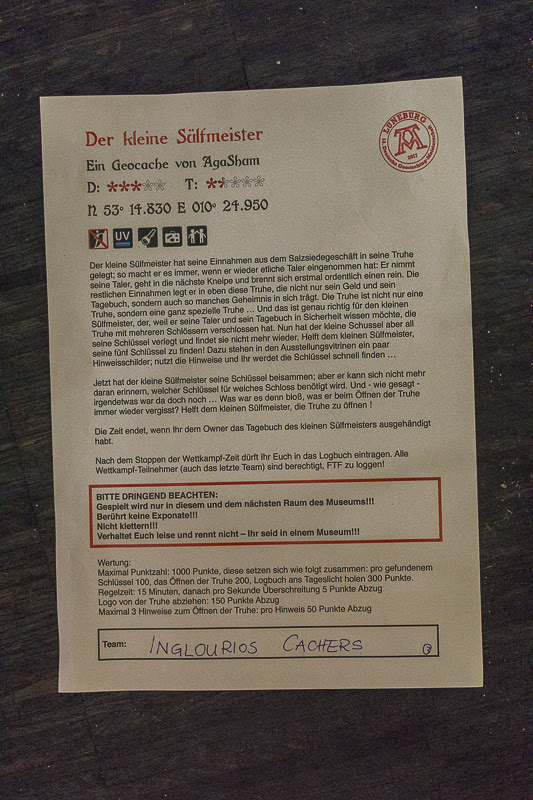 Der kleine Sülfmeister
Ein Geocache von AgaSham
D: ★★★☆☆ T: ★
N 53° 14.830 E 010° 24.950
LÜNEBURG
2012
UV
Der kleine Sülfmeister hat seine Einnahmen aus dem Salzsiedegeschäft in seine Truhe
gelegt; so macht er es immer, wenn er wieder etliche Taler eingenommen hat: Er nimmt
seine Taler, geht in die nächste Kneipe und brennt sich erstmal ordentlich einen rein. Die
restlichen Einnahmen legt er in eben diese Truhe, die nicht nur sein Geld und sein
Tagebuch, sondern auch so manches Geheimnis in sich trägt. Die Truhe ist nicht nur eine
Truhe, sondern eine ganz spezielle Truhe ... Und das ist genau richtig für den kleinen
Sülfmeister, der, weil er seine Taler und sein Tagebuch in Sicherheit wissen möchte, die
Truhe mit mehreren Schlössern verschlossen hat. Nun hat der kleine Schussel aber all
seine Schlüssel verlegt und findet sie nicht mehr wieder. Helft dem kleinen Sülfmeister,
seine fünf Schlüssel zu finden! Dazu stehen in den Ausstellungsvitrinen ein paar
Hinweisschilder; nutzt die Hinweise und Ihr werdet die Schlüssel schnell finden ...
Jetzt hat der kleine Sülfmeister seine Schlüssel beisammen; aber er kann sich nicht mehr
daran erinnern, welcher Schlüssel für welches Schloss benötigt wird. Und - wie gesagt -
irgendetwas war da doch noch ... Was war es denn bloß, was er beim Öffnen der Truhe
immer wieder vergisst? Helft dem kleinen Sülfmeister, die Truhe zu öffnen !
Die Zeit endet, wenn Ihr dem Owner das Tagebuch des kleinen Sülfmeisters ausgehändigt
habt.
Nach dem Stoppen der Wettkampf-Zeit dürft Ihr Euch in das Logbuch eintragen. Alle
Wettkampf-Teilnehmer (auch das letzte Team) sind berechtigt, FTF zu loggen!
BITTE DRINGEND BEACHTEN:
Gespielt wird nur in diesem und dem nächsten Raum des Museums!!!
Berührt keine Exponate!!!
Nicht klettern!!!
Verhaltet Euch leise und rennt nicht – Ihr seid in einem Museum!!!
Wertung:
Maximal Punktzahl: 1000 Punkte, diese setzen sich wie folgt zusammen: pro gefundenem
Schlüssel 100, das Öffnen der Truhe 200, Logbuch ans Tageslicht holen 300 Punkte.
Regelzeit: 15 Minuten, danach pro Sekunde Überschreitung 5 Punkte Abzug
Logo von der Truhe abziehen: 150 Punkte Abzug
Maximal 3 Hinweise zum Öffnen der Truhe: pro Hinweis 50 Punkte Abzug
Team: INGLOURIOS CACHERS